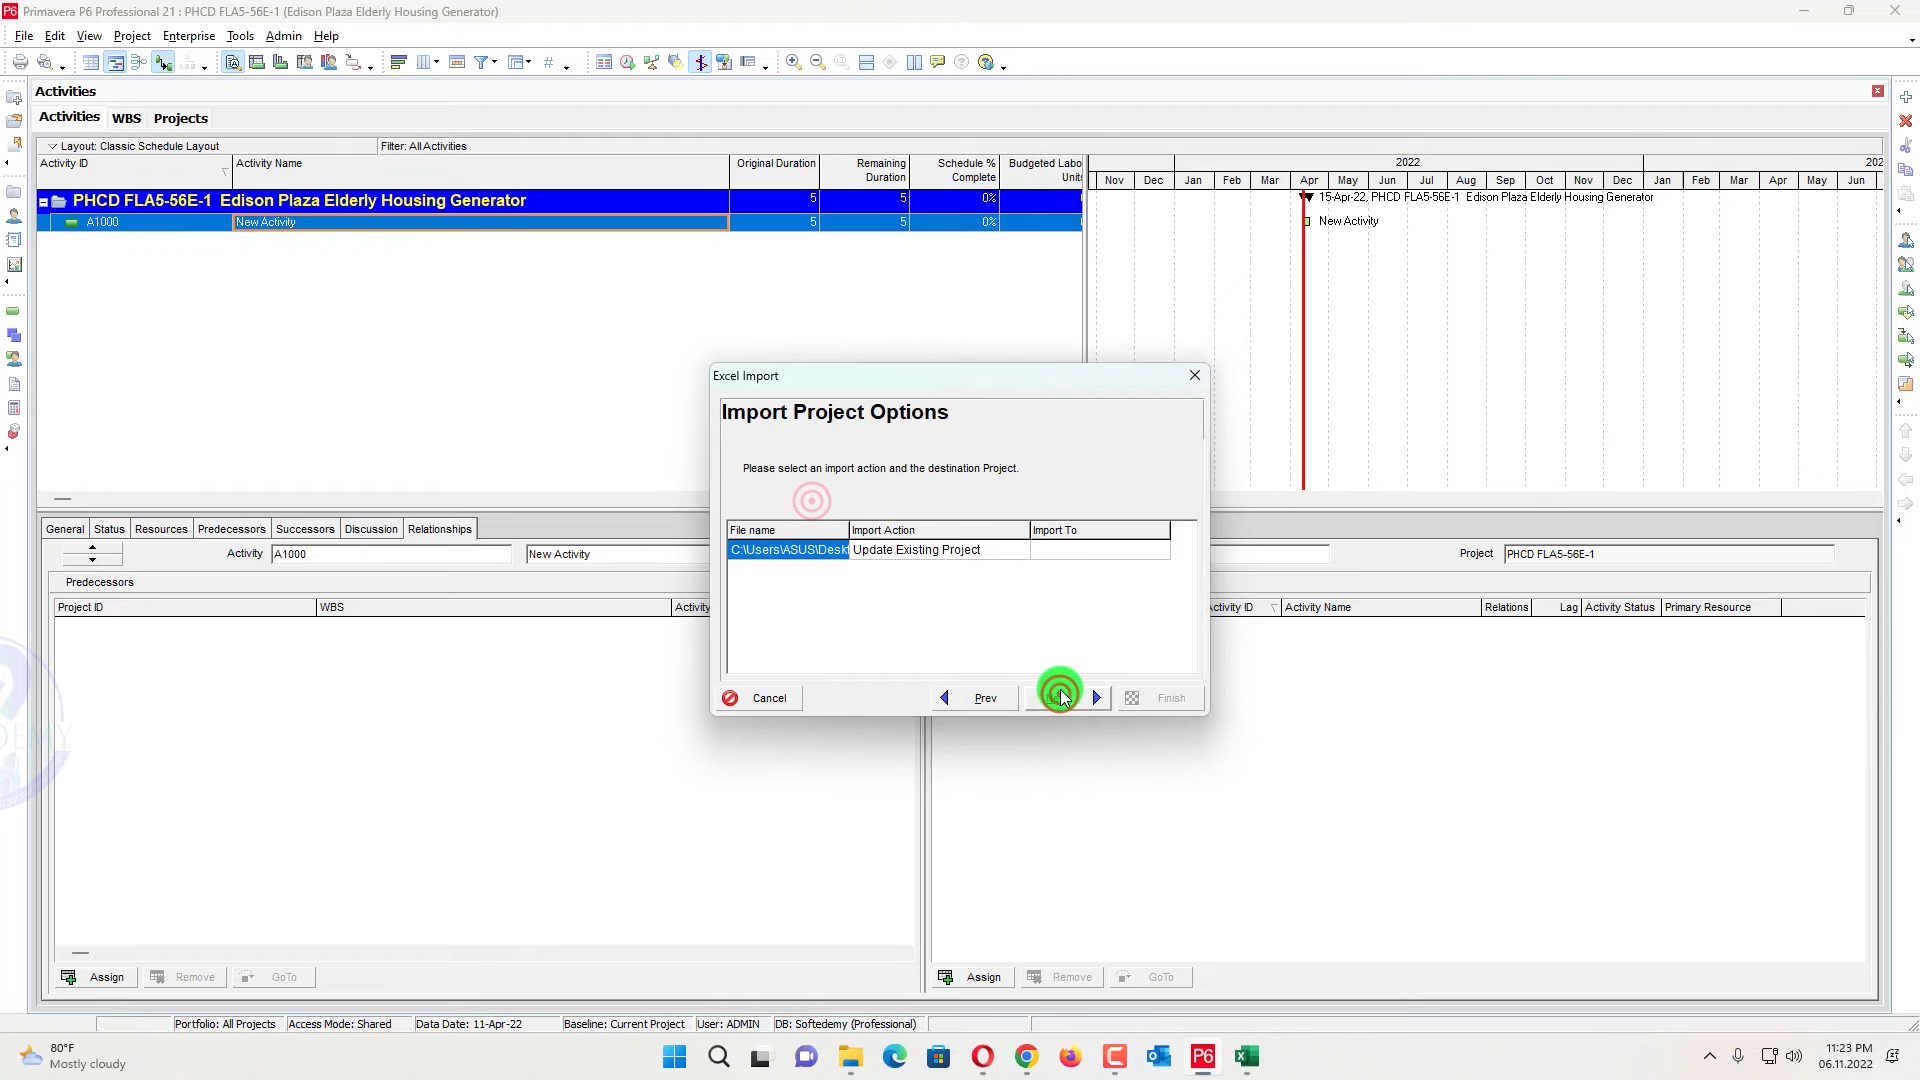 Primavera P6 Professional 21 : PHCD FLA5-56E-1 (Edison Plaza Elderly Housing Generator)
File Edit View Project Enterprise Tools Admin Help
Activities
Activities WBS Projects
Layout: Classic Schedule Layout Filter: All Activities
Activity ID Activity Name Original Duration Remaining Duration Schedule % Complete Budgeted Labo Units
2022
Nov Dec Jan Feb Mar Apr May Jun Jul Aug Sep Oct Nov Dec Jan Feb Mar Apr May Jun
PHCD FLA5-56E-1 Edison Plaza Elderly Housing Generator 5 5 0%
15-Apr-22, PHCD FLA5-56E-1 Edison Plaza Elderly Housing Generator
A1000 New Activity 5 5 0%
New Activity
Excel Import
Import Project Options
Please select an import action and the destination Project.
File name Import Action Import To
C:\Users\ASUS\Deskt Update Existing Project
Cancel Prev Finish
General Status Resources Predecessors Successors Discussion Relationships
Activity A1000 New Activity Project PHCD FLA5-56E-1
Predecessors
Project ID WBS Activity
Activity ID Activity Name Relations Lag Activity Status Primary Resource
Assign Remove GoTo
Assign Remove GoTo
Portfolio: All Projects Access Mode: Shared Data Date: 11-Apr-22 Baseline: Current Project User: ADMIN DB: Softedemy (Professional)
80°F
Mostly cloudy
11:23 PM
06.11.2022